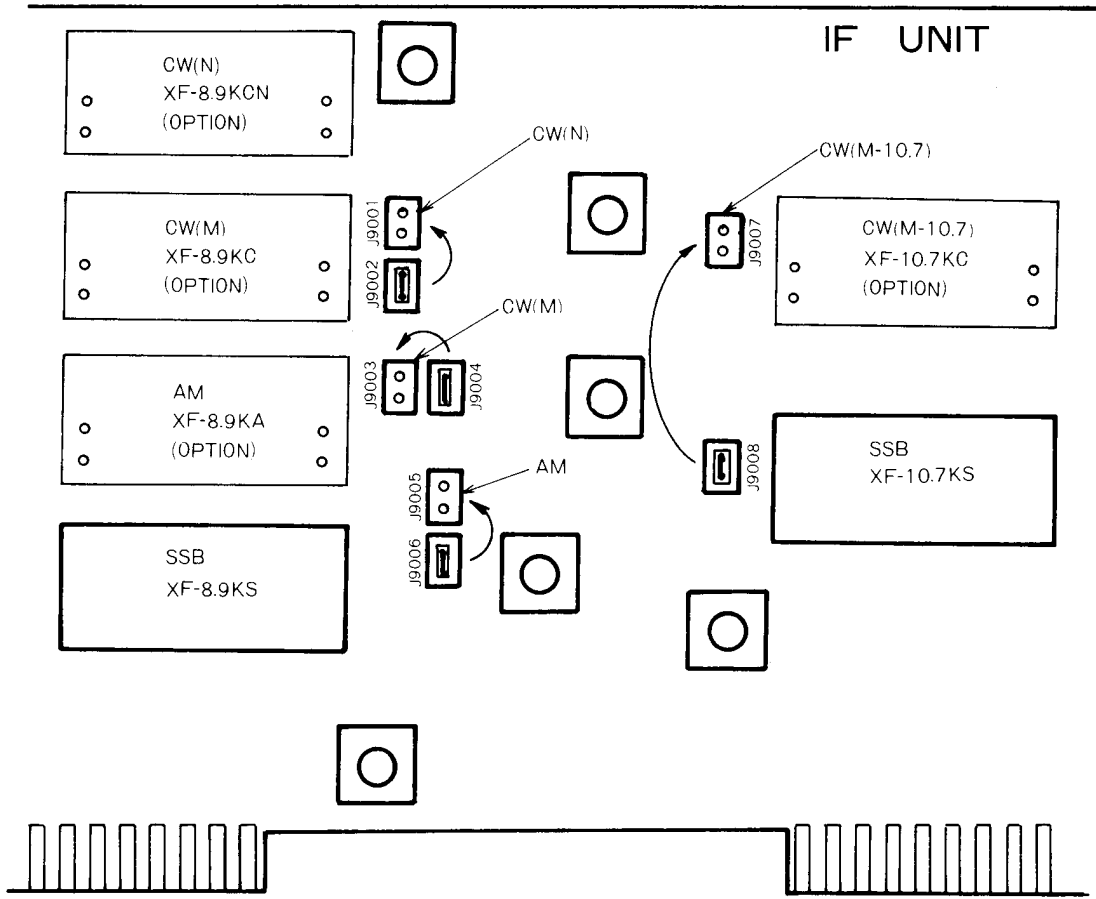 IF UNIT
CW(N)
XF-8.9KCN
(OPTION)
CW(N)
CW(M-10.7)
J9001
J9002
CW(M)
XF-8.9KC
(OPTION)
J9007
CW(M-10.7)
XF-10.7KC
(OPTION)
CW(M)
J9003
J9004
AM
XF-8.9KA
(OPTION)
J9005
J9006
AM
J9008
SSB
XF-10.7KS
SSB
XF-8.9KS